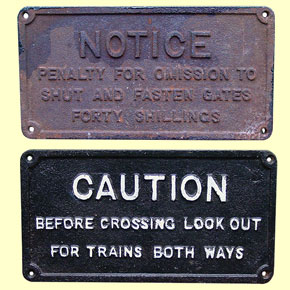 NOTICE
PENALTY FOR OMISSION TO
SHUT AND FASTEN GATES
FORTY SHILLINGS
CAUTION
BEFORE CROSSING LOOK OUT
FOR TRAINS BOTH WAYS